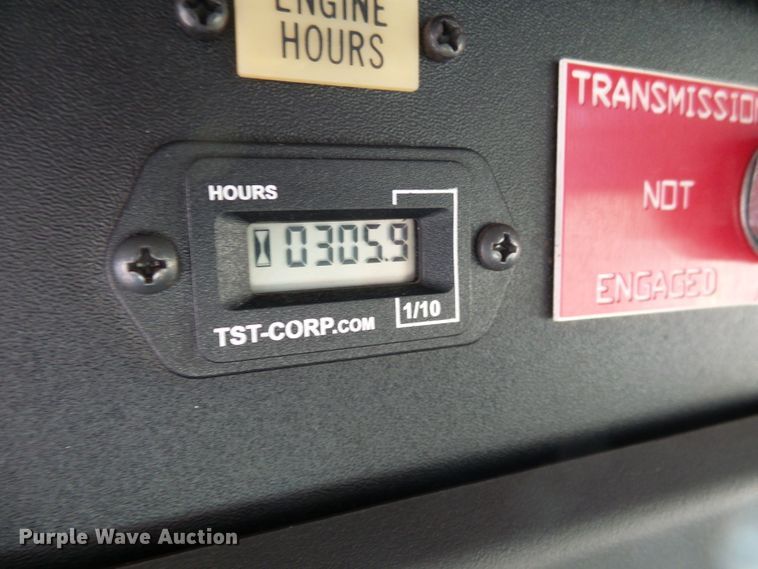 ENGINE
HOURS
TRANSMISSION
NOT
ENGAGED
HOURS
0305.9
1/10
TST-CORP.COM
Purple Wave Auction